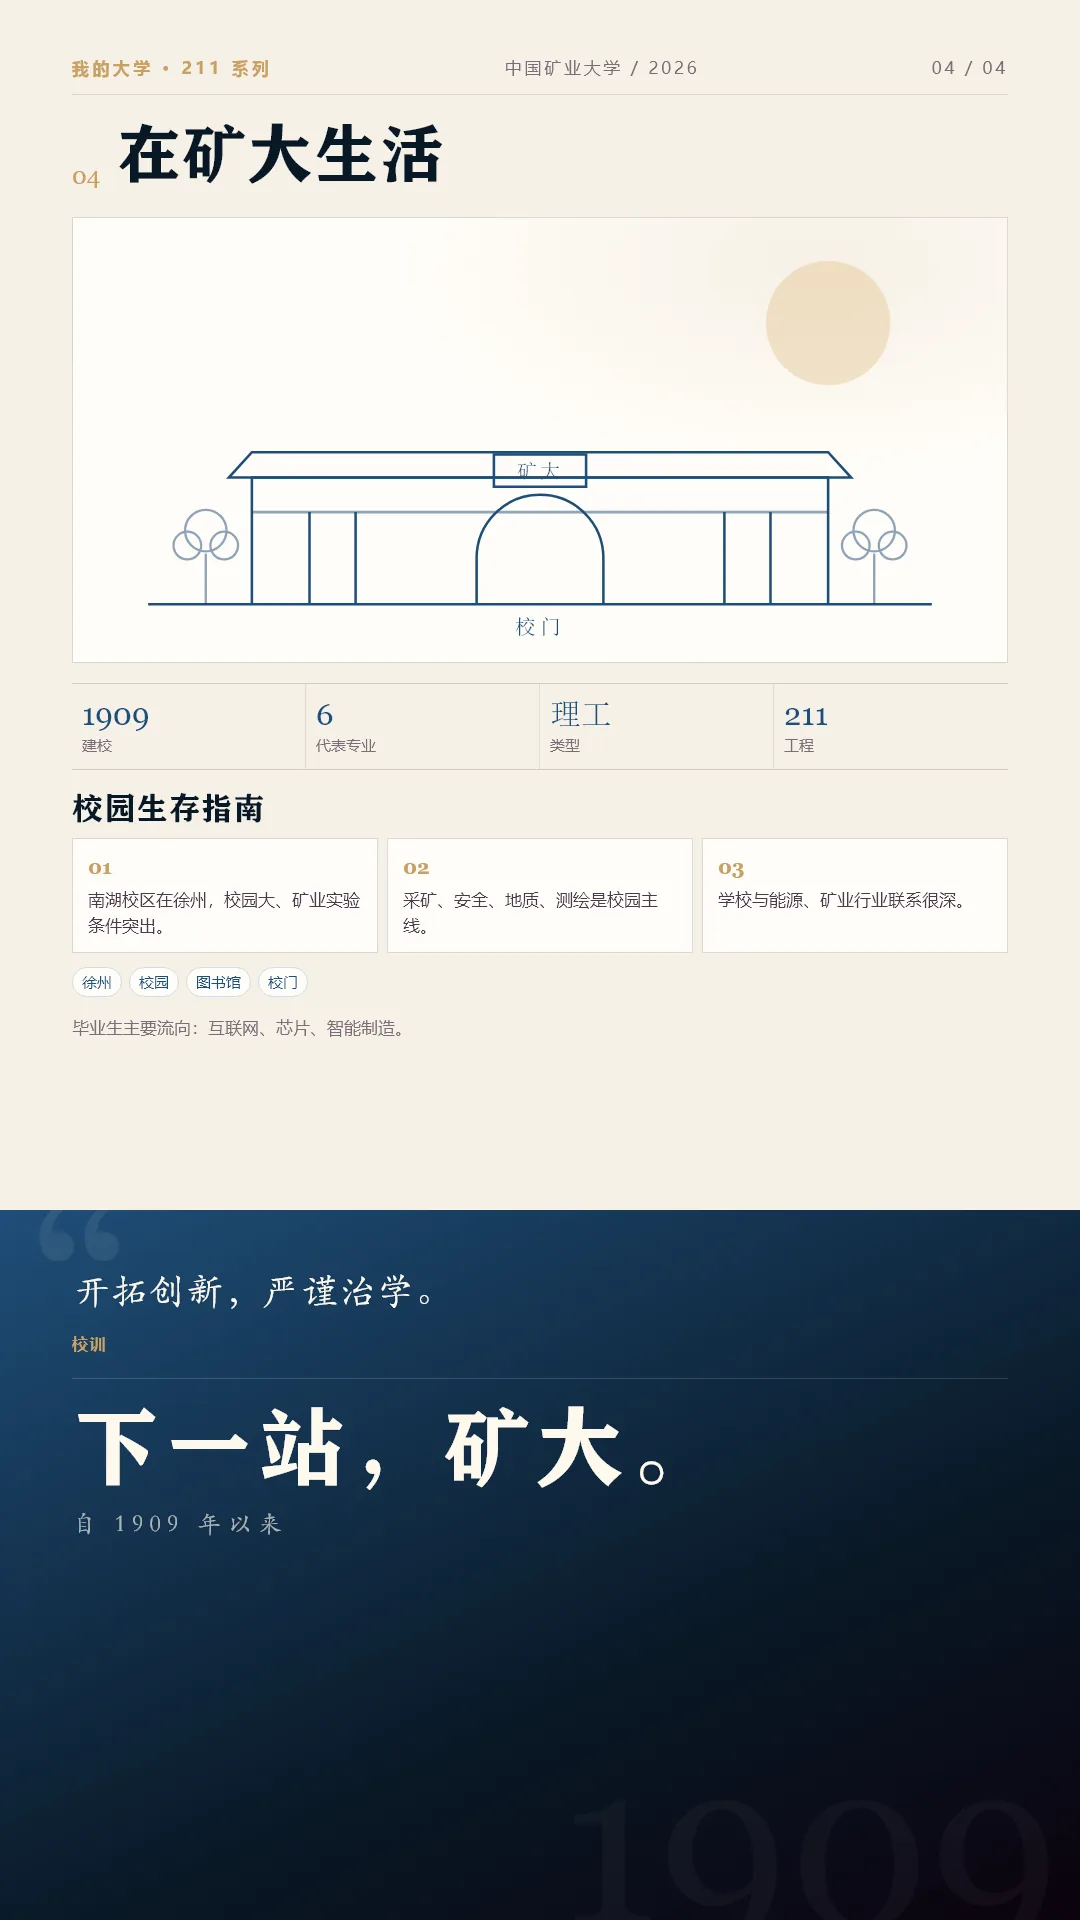 我的大学 · 211 系列
中国矿业大学 / 2026
04 / 04
04 在矿大生活
矿大
校门
1909
建校
6
代表专业
理工
类型
211
工程
校园生存指南
01
南湖校区在徐州，校园大、矿业实验
条件突出。
02
采矿、安全、地质、测绘是校园主
线。
03
学校与能源、矿业行业联系很深。
徐州
校园
图书馆
校门
毕业生主要流向：互联网、芯片、智能制造。
“
开拓创新，严谨治学。
校训
下一站，矿大。
自 1909 年以来
1909